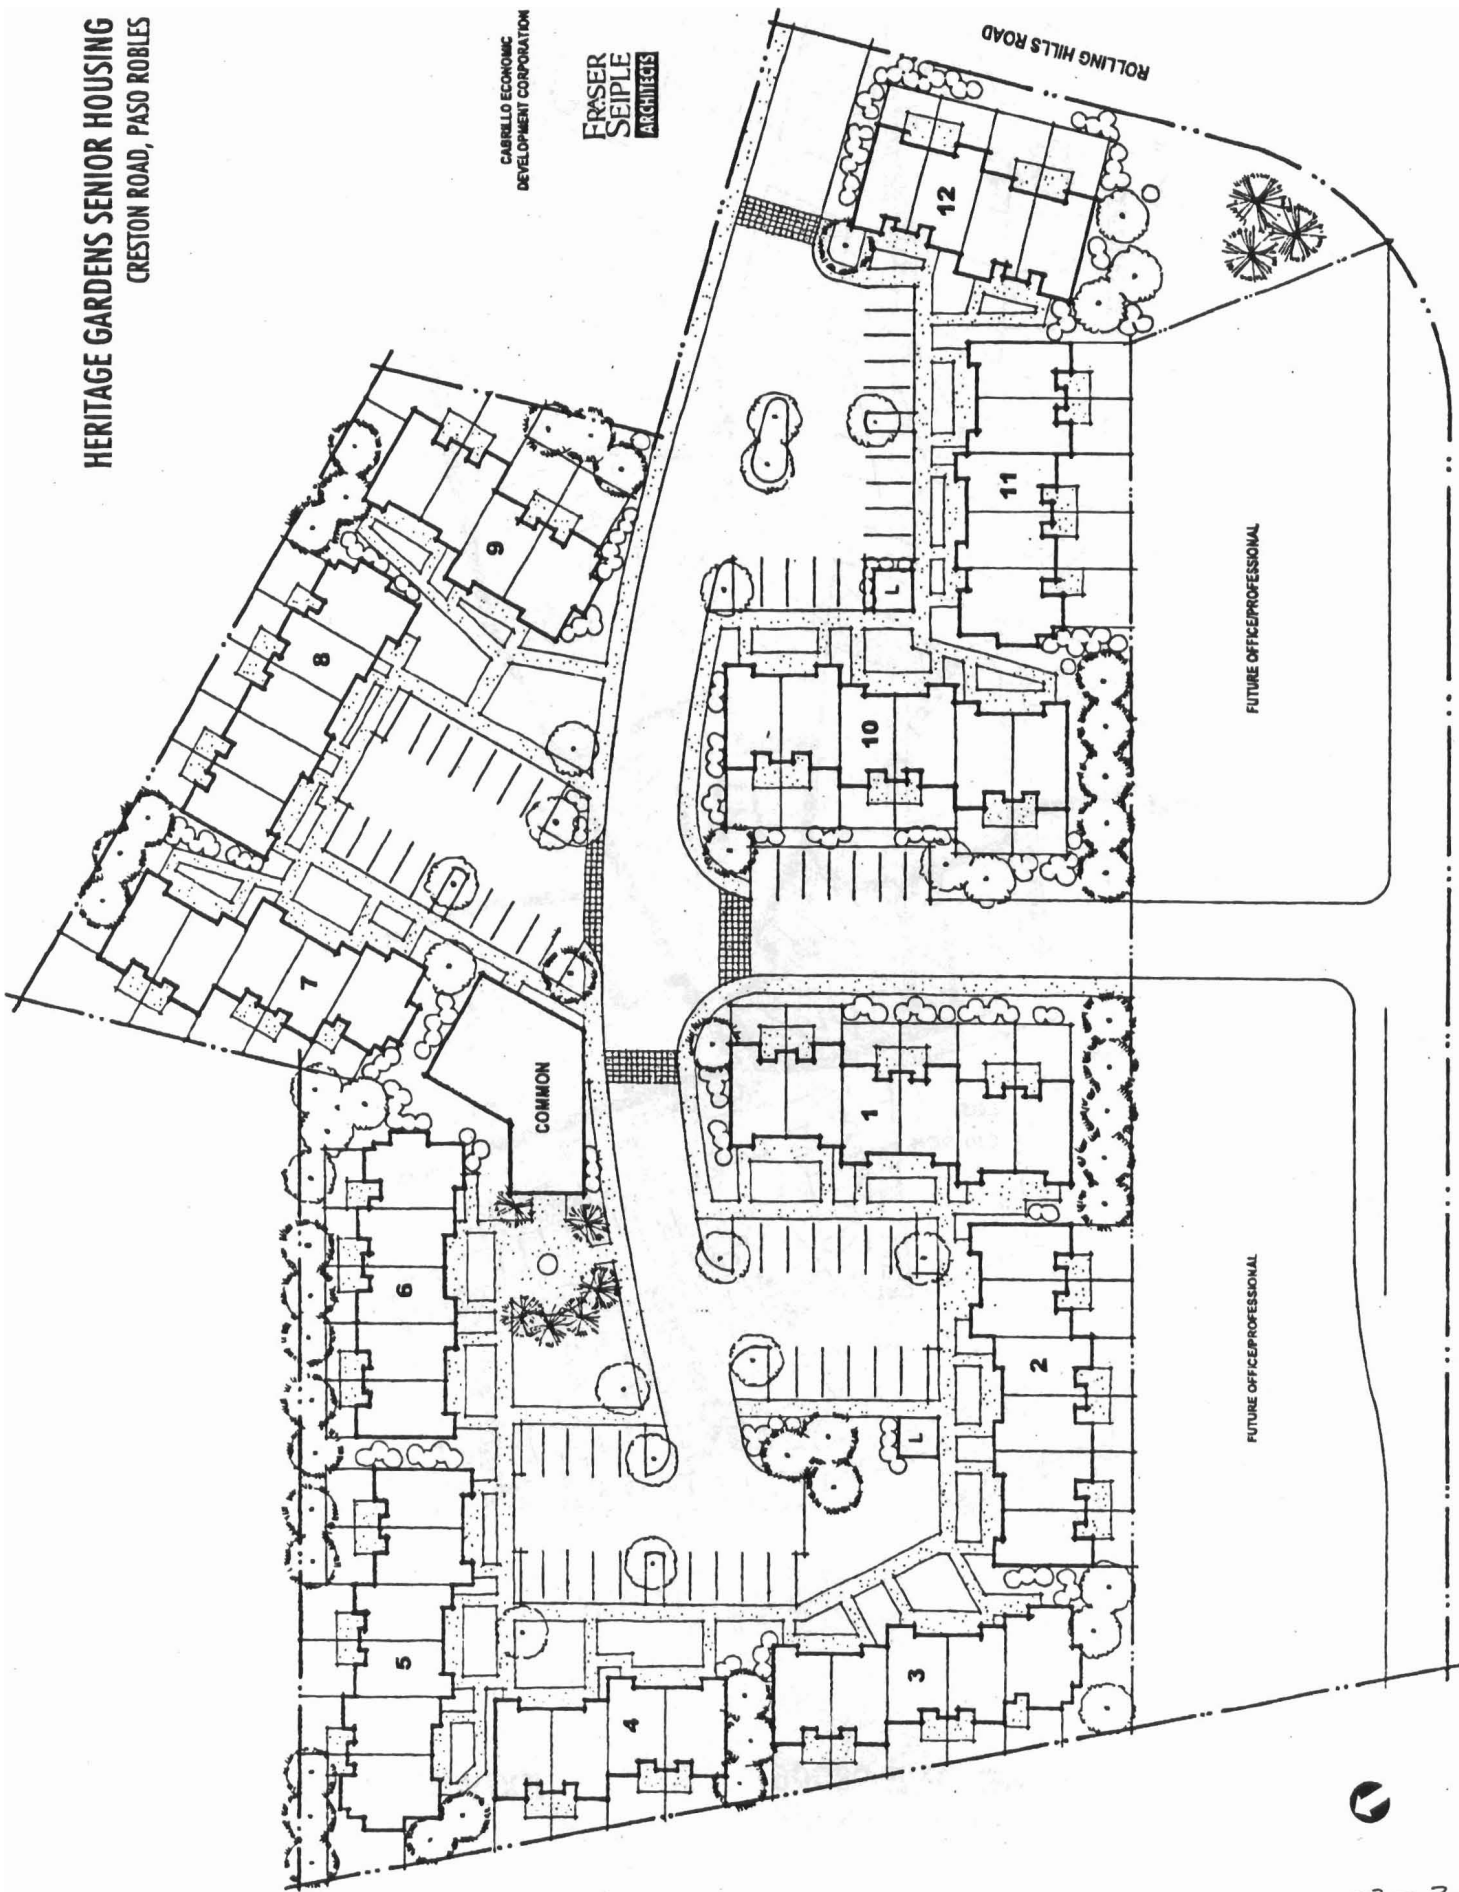 HERITAGE GARDENS SENIOR HOUSING
CRESTON ROAD, PASO ROBLES
CABRILLO ECONOMIC
DEVELOPMENT CORPORATION
FRASER
SEIPLE
ARCHITECTS
ROLLING HILLS ROAD
12
9
11
8
L
10
7
COMMON
1
6
2
L
5
4
3
FUTURE OFFICE/PROFESSIONAL
FUTURE OFFICE/PROFESSIONAL